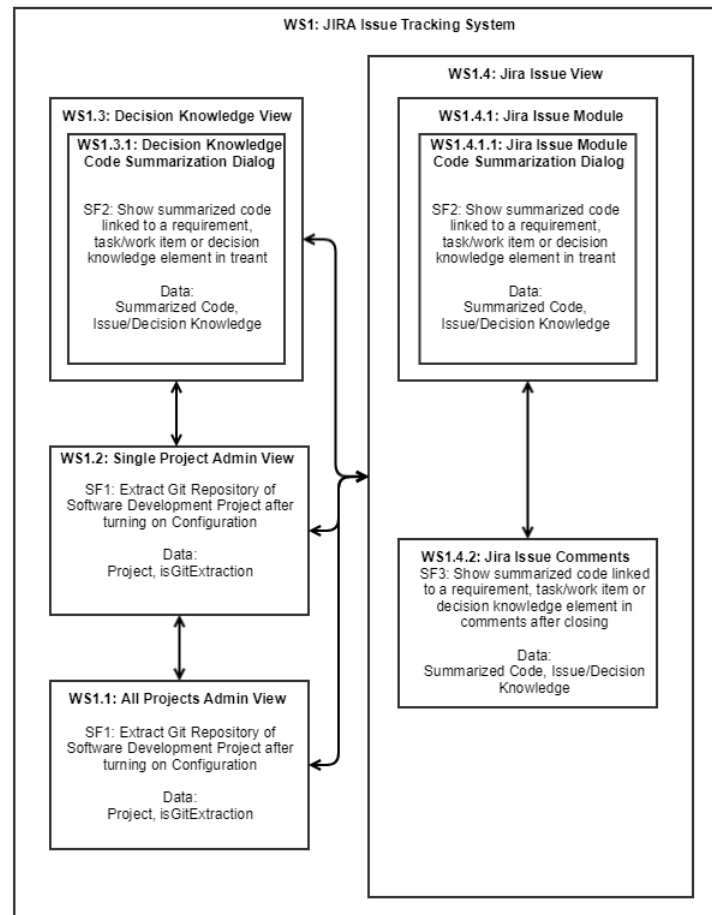 WS1: JIRA Issue Tracking System
WS1.3: Decision Knowledge View
WS1.3.1: Decision Knowledge
Code Summarization Dialog
SF2: Show summarized code
linked to a requirement,
task/work item or decision
knowledge element in treant
Data:
Summarized Code,
Issue/Decision Knowledge
WS1.2: Single Project Admin View
SF1: Extract Git Repository of
Software Development Project after
turning on Configuration
Data:
Project, isGitExtraction
WS1.1: All Projects Admin View
SF1: Extract Git Repository of
Software Development Project after
turning on Configuration
Data:
Project, isGitExtraction
WS1.4: Jira Issue View
WS1.4.1: Jira Issue Module
WS1.4.1.1: Jira Issue Module
Code Summarization Dialog
SF2: Show summarized code
linked to a requirement,
task/work item or decision
knowledge element in treant
Data:
Summarized Code,
Issue/Decision Knowledge
WS1.4.2: Jira Issue Comments
SF3: Show summarized code linked
to a requirement, task/work item or
decision knowledge element in
comments after closing
Data:
Summarized Code, Issue/Decision
Knowledge